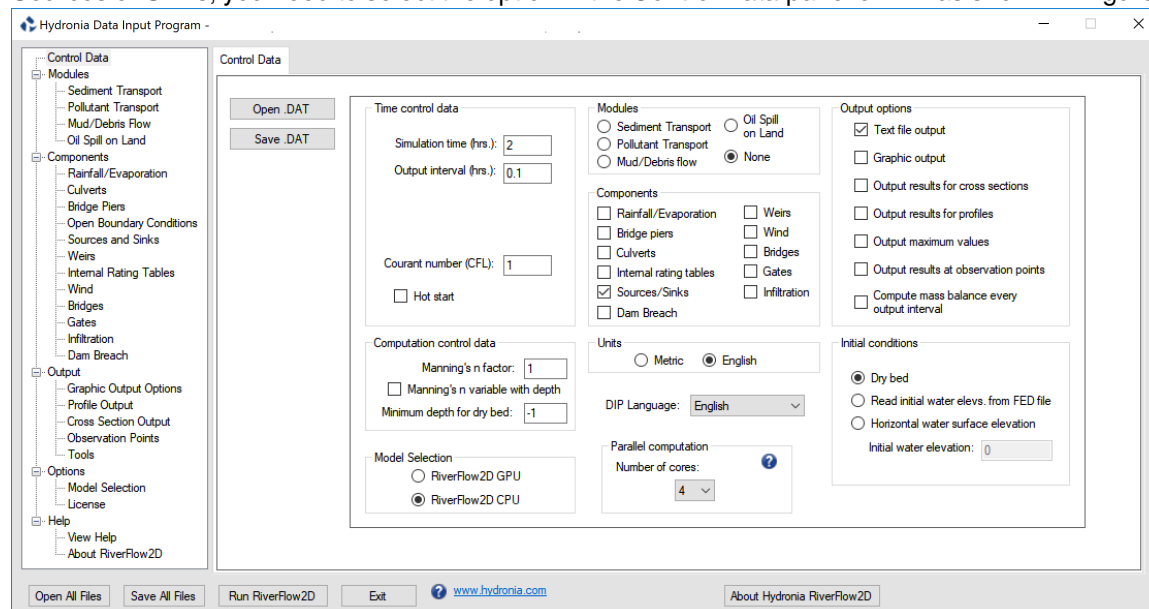 Hydronia Data Input Program -
Control Data
Modules
Sediment Transport
Pollutant Transport
Mud/Debris Flow
Oil Spill on Land
Components
Rainfall/Evaporation
Culverts
Bridge Piers
Open Boundary Conditions
Sources and Sinks
Weirs
Internal Rating Tables
Wind
Bridges
Gates
Infiltration
Dam Breach
Output
Graphic Output Options
Profile Output
Cross Section Output
Observation Points
Tools
Options
Model Selection
License
Help
View Help
About RiverFlow2D
Control Data
Open .DAT
Save .DAT
Time control data
Simulation time (hrs.): 2
Output interval (hrs.): 0.1
Courant number (CFL): 1
Hot start
Computation control data
Manning's n factor: 1
Manning's n variable with depth
Minimum depth for dry bed: -1
Model Selection
RiverFlow2D GPU
RiverFlow2D CPU
Modules
Sediment Transport
Pollutant Transport
Mud/Debris flow
Oil Spill
on Land
None
Components
Rainfall/Evaporation
Bridge piers
Culverts
Internal rating tables
Sources/Sinks
Dam Breach
Weirs
Wind
Bridges
Gates
Infiltration
Units
Metric
English
DIP Language: English
Parallel computation
Number of cores:
4
Output options
Text file output
Graphic output
Output results for cross sections
Output results for profiles
Output maximum values
Output results at observation points
Compute mass balance every
output interval
Initial conditions
Dry bed
Read initial water elevs. from FED file
Horizontal water surface elevation
Initial water elevation: 0
Open All Files
Save All Files
Run RiverFlow2D
Exit
www.hydronia.com
About Hydronia RiverFlow2D